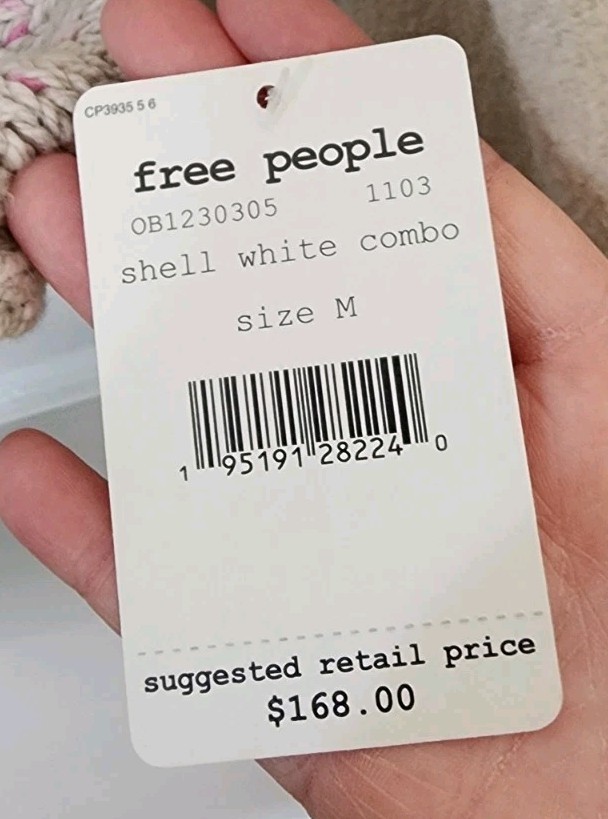 CP3935 5 6
free people
OB1230305 1103
shell white combo
size M
1 95191 28224 0
suggested retail price
$168.00